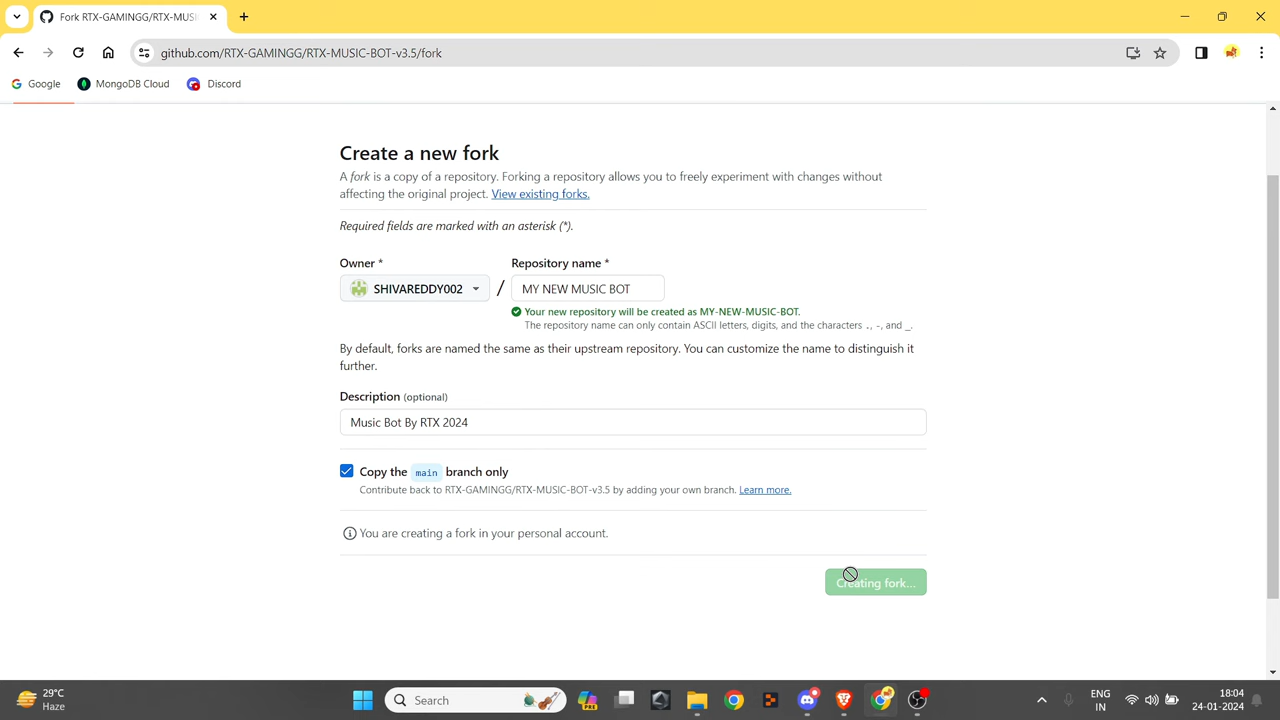 Fork RTX-GAMINGG/RTX-MUSI
github.com/RTX-GAMINGG/RTX-MUSIC-BOT-v3.5/fork
Google
MongoDB Cloud
Discord
Create a new fork
A fork is a copy of a repository. Forking a repository allows you to freely experiment with changes without
affecting the original project. View existing forks.
Required fields are marked with an asterisk (*).
Owner *
Repository name *
SHIVAREDDY002
/
MY NEW MUSIC BOT
Your new repository will be created as MY-NEW-MUSIC-BOT.
The repository name can only contain ASCII letters, digits, and the characters ., -, and _.
By default, forks are named the same as their upstream repository. You can customize the name to distinguish it
further.
Description (optional)
Music Bot By RTX 2024
Copy the main branch only
Contribute back to RTX-GAMINGG/RTX-MUSIC-BOT-v3.5 by adding your own branch. Learn more.
You are creating a fork in your personal account.
Creating fork...
29°C
Haze
Search
PRE
ENG
IN
18:04
24-01-2024